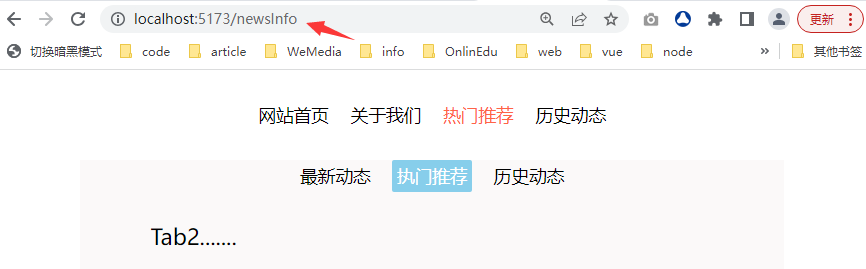 localhost:5173/newsInfo
更新
切换暗黑模式 code article WeMedia info OnlinEdu web vue node » 其他书签
网站首页 关于我们 热门推荐 历史动态
最新动态 执门推荐 历史动态
Tab2.......